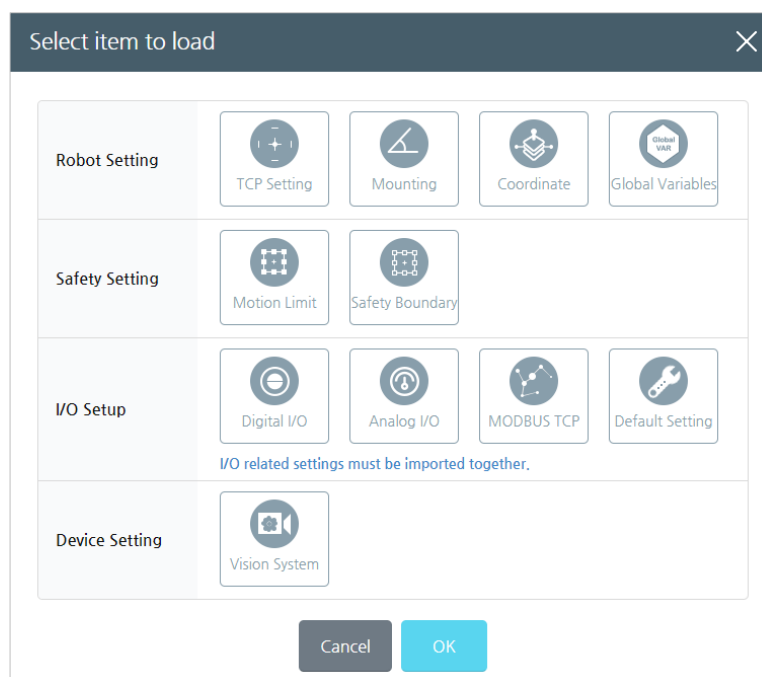 Select item to load
Robot Setting
Global
VAR
TCP Setting
Mounting
Coordinate
Global Variables
Safety Setting
Motion Limit
Safety Boundary
I/O Setup
Digital I/O
Analog I/O
MODBUS TCP
Default Setting
I/O related settings must be imported together.
Device Setting
Vision System
Cancel
OK